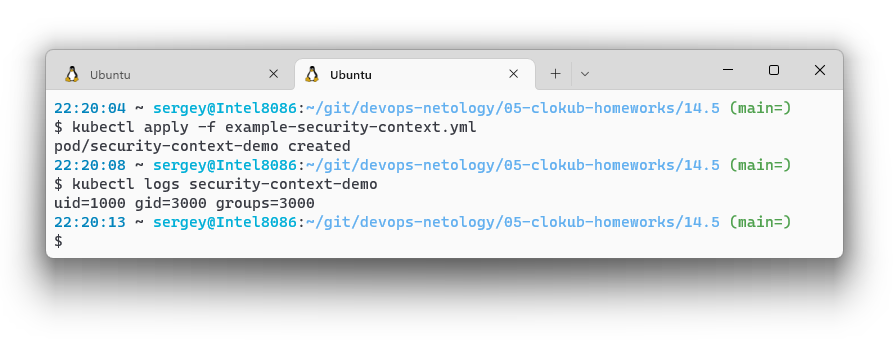 Ubuntu
Ubuntu
22:20:04 ~ sergey@Intel8086:~/git/devops-netology/05-clokub-homeworks/14.5 (main=)
$ kubectl apply -f example-security-context.yml
pod/security-context-demo created
22:20:08 ~ sergey@Intel8086:~/git/devops-netology/05-clokub-homeworks/14.5 (main=)
$ kubectl logs security-context-demo
uid=1000 gid=3000 groups=3000
22:20:13 ~ sergey@Intel8086:~/git/devops-netology/05-clokub-homeworks/14.5 (main=)
$